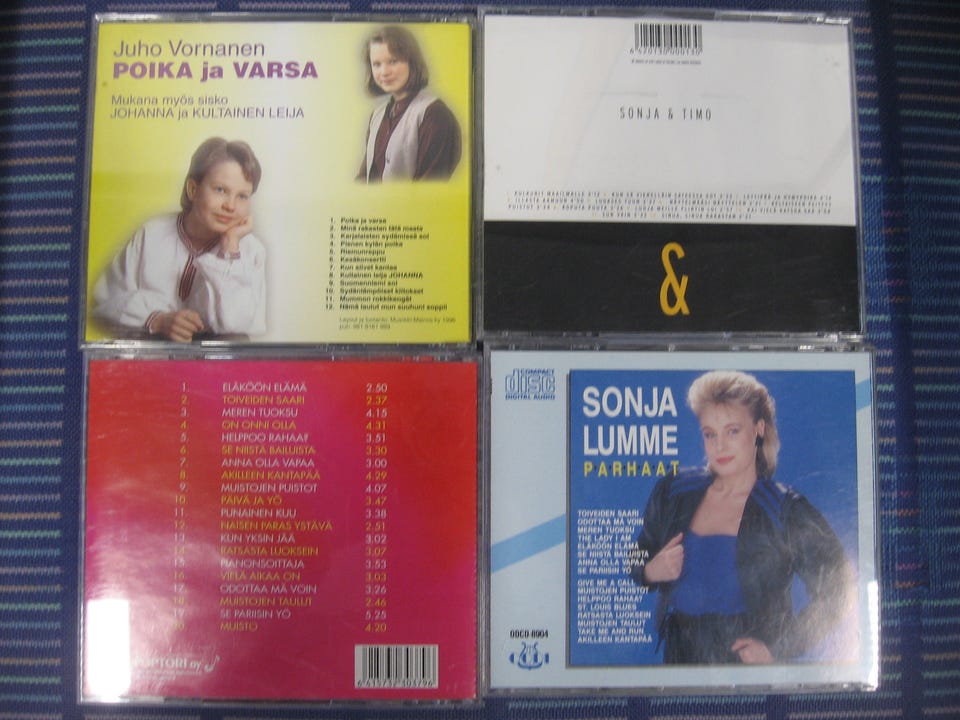 Juho Vornanen
POIKA ja VARSA
Mukana myös sisko
JOHANNA ja KULTAINEN LEIJA
1. Poika ja varsa
2. Minä rakastan tätä maata
3. Karjalaisten sydämissä soi
4. Pienen kylän poika
5. Risinunreppu
6. Kesäkonsertti
7. Kun siivet kantaa
8. Kultainen leija JOHANNA
9. Suomenniemi soi
10. Sydäntämpöiset kiitokset
11. Mummon rokkikengät
12. Nämä laulut mun suuhuni soppii
SONJA & TIMO
&
1. ELÄKÖÖN ELÄMÄ 2.50
2. TOIVEIDEN SAARI 2.37
3. MEREN TUOKSU 4.15
4. ON ONNI OLLA 4.31
5. HELPPOO RAHAA? 3.51
6. SE NIISTÄ BAILUISTA 3.30
7. ANNA OLLA VAPAA 3.00
8. AKILLEEN KANTAPÄÄ 4.29
9. MUISTOJEN PUISTOT 4.07
10. PÄIVÄ JA YÖ 3.47
11. PUNAINEN KUU 3.38
12. NAISEN PARAS YSTÄVÄ 2.51
13. KUN YKSIN JÄÄ 3.02
14. RATSASTA LUOKSEIN 3.07
15. PIANONSOITTAJA 3.53
16. VIELÄ AIKAA ON 3.03
17. ODOTTAA MÄ VOIN 3.26
18. MUISTOJEN TAULUT 2.46
19. SE PARIISIN YÖ 5.25
20. MUISTO 4.20
POPTORI oy
COMPACT
disc
DIGITAL AUDIO
SONJA
LUMME
PARHAAT
TOIVEIDEN SAARI
ODOTTAA MÄ VOIN
MEREN TUOKSU
THE LADY I AM
ELÄKÖÖN ELÄMÄ
SE NIISTÄ BAILUISTA
ANNA OLLA VAPAA
SE PARIISIN YÖ
GIVE ME A CALL
MUISTOJEN PUISTOT
HELPPOO RAHAA?
ST. LOUIS BLUES
RATSASTA LUOKSEIN
MUISTOJEN TAULUT
TAKE ME AND RUN
AKILLEEN KANTAPÄÄ
ODCD-8904